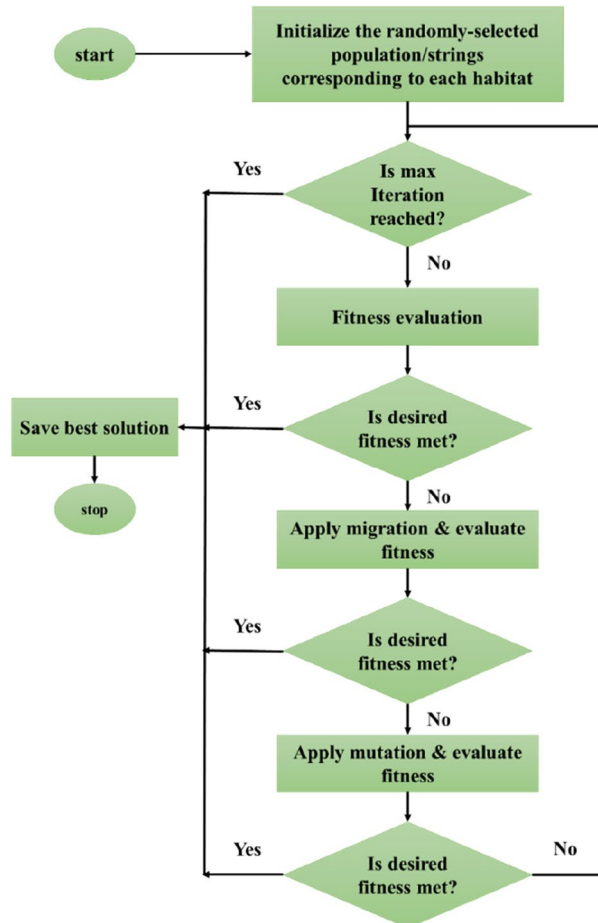 start
Initialize the randomly-selected
population/strings
corresponding to each habitat
Is max
Iteration
reached?
Yes
No
Fitness evaluation
Is desired
fitness met?
Yes
Save best solution
stop
No
Apply migration & evaluate
fitness
Is desired
fitness met?
Yes
No
Apply mutation & evaluate
fitness
Is desired
fitness met?
Yes
No